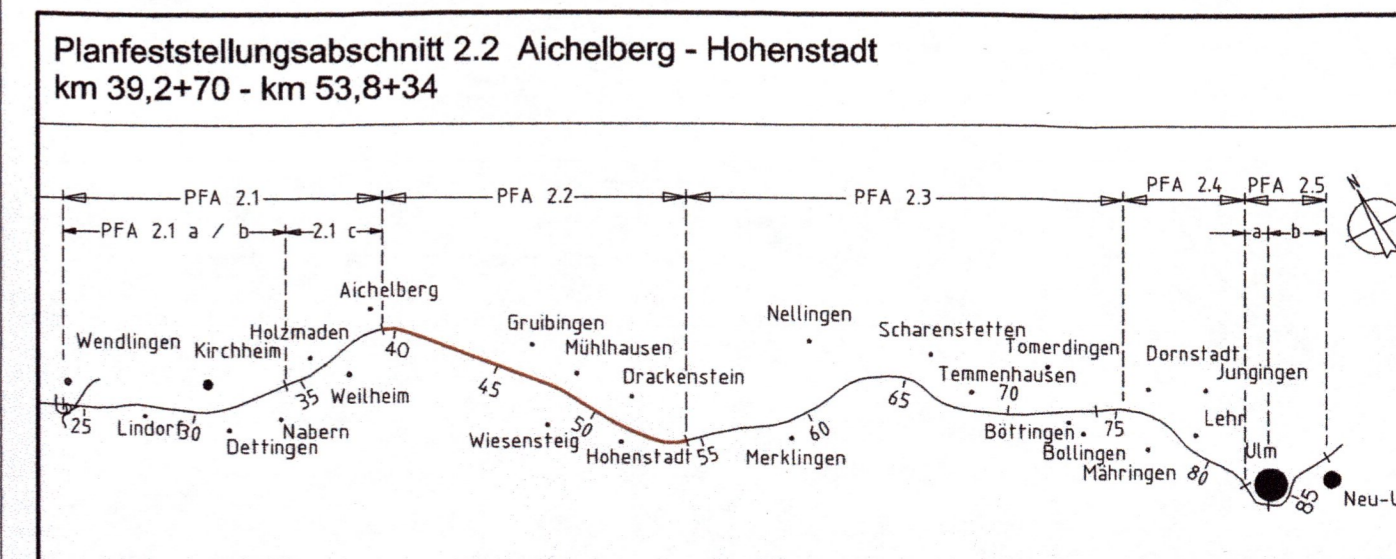 Planfeststellungsabschnitt 2.2 Aichelberg - Hohenstadt
km 39,2+70 - km 53,8+34
PFA 2.1
PFA 2.2
PFA 2.3
PFA 2.4
PFA 2.5
PFA 2.1 a / b
2.1 c
a
b
N
Aichelberg
Wendlingen
Kirchheim
Holzmaden
40
Gruibingen
Mühlhausen
Drackenstein
Nellingen
Scharenstetten
Tomerdingen
Temmenhausen
Dornstadt
Jungingen
25
Lindorf
30
Dettingen
Nabern
35
Weilheim
45
50
Wiesensteig
Hohenstadt
55
Merklingen
60
65
70
Böttingen
75
Bollingen
Mähringen
Lehr
80
Ulm
85
Neu-U